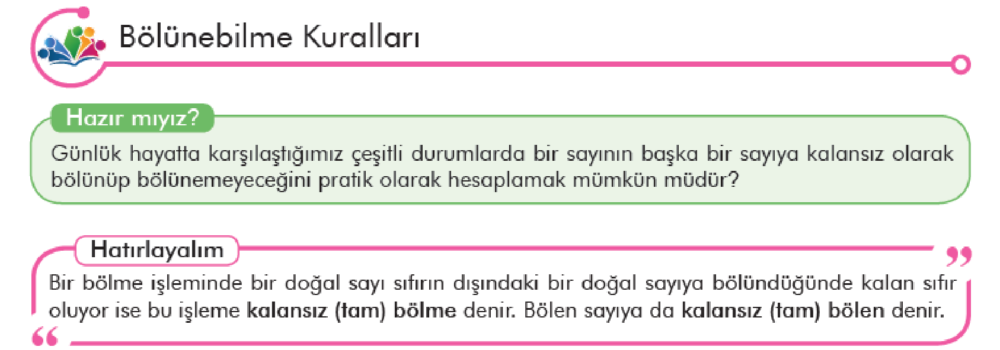 Bölünebilme Kuralları
Hazır mıyız?
Günlük hayatta karşılaştığımız çeşitli durumlarda bir sayının başka bir sayıya kalansız olarak
bölünüp bölünemeyeceğini pratik olarak hesaplamak mümkün müdür?
Hatırlayalım
Bir bölme işleminde bir doğal sayı sıfırın dışındaki bir doğal sayıya bölündüğünde kalan sıfır
oluyor ise bu işleme kalansız (tam) bölme denir. Bölen sayıya da kalansız (tam) bölen denir.